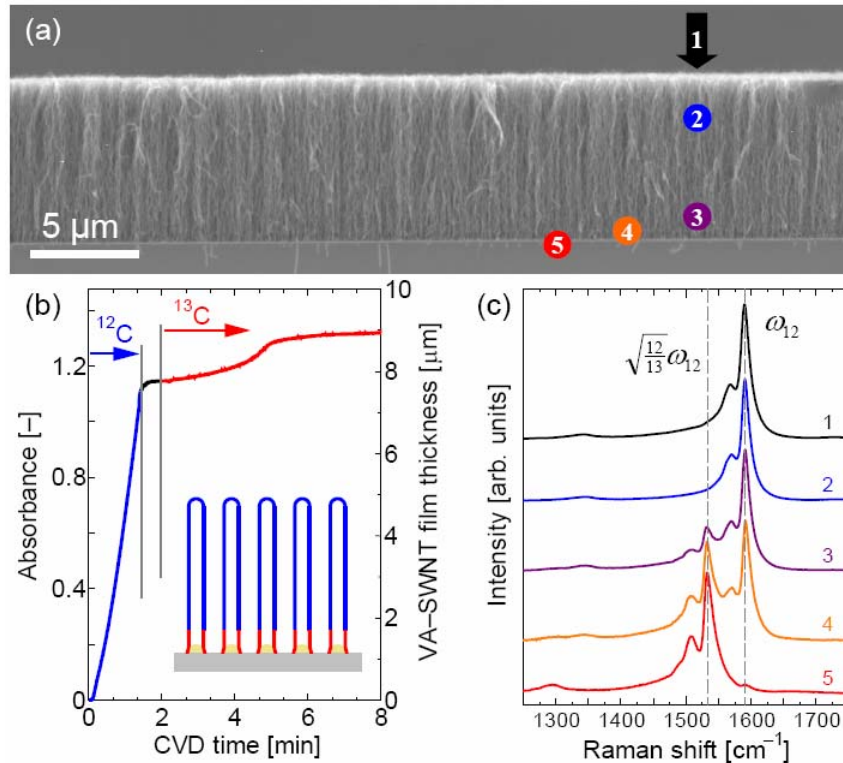 (a)
1
2
3
4
5
5 μm
(b)
¹²C
¹³C
1.2
0.8
0.4
0
10
8
6
4
2
0
0 2 4 6 8
Absorbance [–]
VA–SWNT film thickness [μm]
CVD time [min]
(c)
√12/13 ω₁₂
ω₁₂
1
2
3
4
5
Intensity [arb. units]
1300 1400 1500 1600 1700
Raman shift [cm⁻¹]